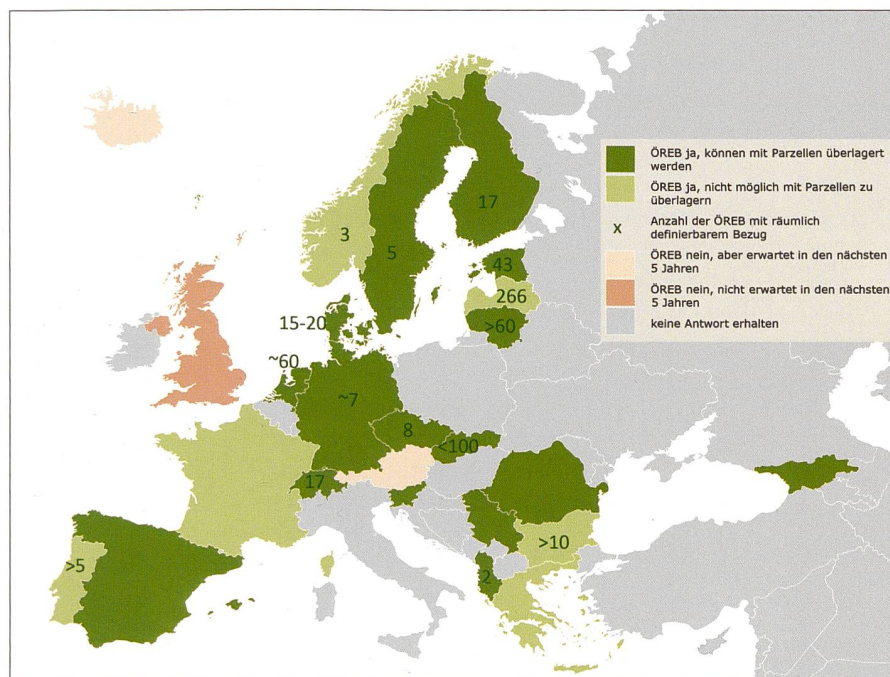 ÖREB ja, können mit Parzellen überlagert
werden
ÖREB ja, nicht möglich mit Parzellen zu
überlagern
x Anzahl der ÖREB mit räumlich
definierbarem Bezug
ÖREB nein, aber erwartet in den nächsten
5 Jahren
ÖREB nein, nicht erwartet in den nächsten
5 Jahren
keine Antwort erhalten
17
3
5
43
266
>60
15-20
~60
~7
8
<100
17
>10
>5
2